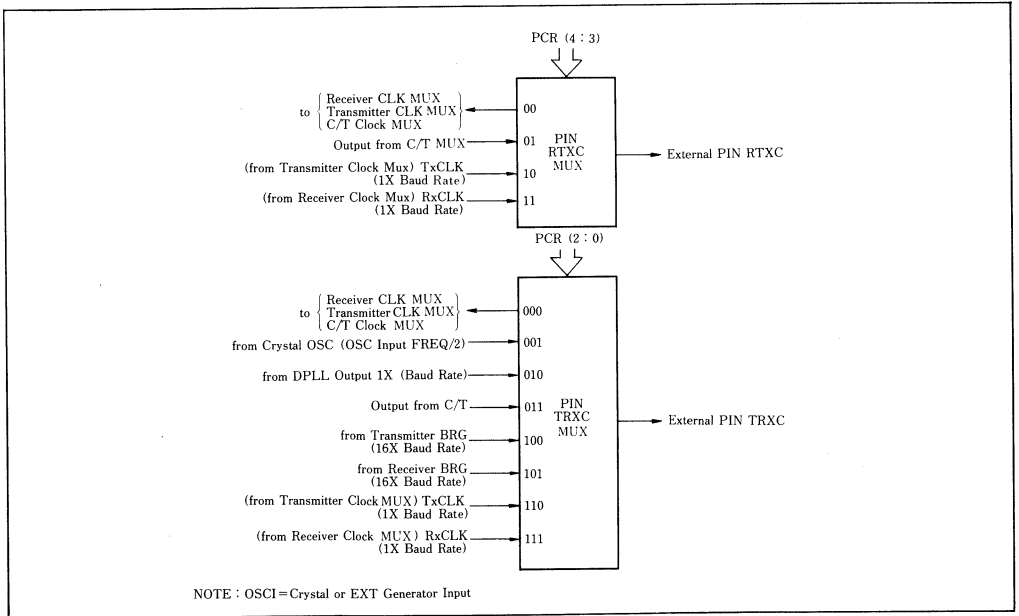 PCR (4 : 3)
to { Receiver CLK MUX
Transmitter CLK MUX
C/T Clock MUX }
00
Output from C/T MUX
01
(from Transmitter Clock Mux) TxCLK
(1X Baud Rate)
10
(from Receiver Clock Mux) RxCLK
(1X Baud Rate)
11
PIN
RTXC
MUX
External PIN RTXC
PCR (2 : 0)
to { Receiver CLK MUX
Transmitter CLK MUX
C/T Clock MUX }
000
from Crystal OSC (OSC Input FREQ/2)
001
from DPLL Output 1X (Baud Rate)
010
Output from C/T
011
from Transmitter BRG
(16X Baud Rate)
100
from Receiver BRG
(16X Baud Rate)
101
(from Transmitter Clock MUX) TxCLK
(1X Baud Rate)
110
(from Receiver Clock MUX) RxCLK
(1X Baud Rate)
111
PIN
TRXC
MUX
External PIN TRXC
NOTE : OSCI=Crystal or EXT Generator Input